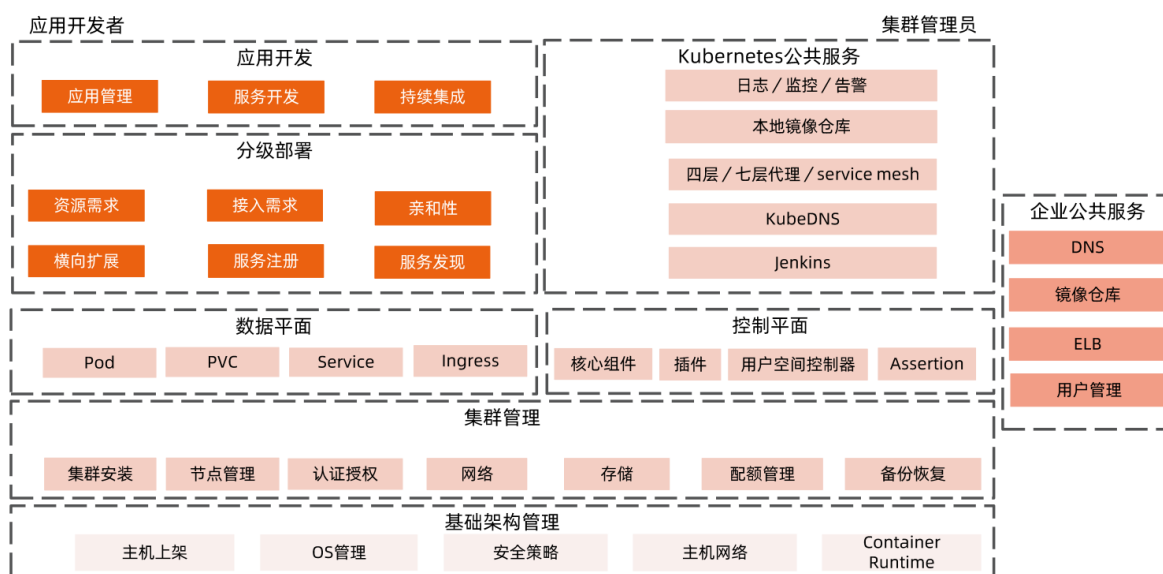 应用开发者
集群管理员
应用开发
应用管理
服务开发
持续集成
分级部署
资源需求
接入需求
亲和性
横向扩展
服务注册
服务发现
Kubernetes公共服务
日志／监控／告警
本地镜像仓库
四层／七层代理／service mesh
KubeDNS
Jenkins
企业公共服务
DNS
镜像仓库
ELB
用户管理
数据平面
Pod
PVC
Service
Ingress
控制平面
核心组件
插件
用户空间控制器
Assertion
集群管理
集群安装
节点管理
认证授权
网络
存储
配额管理
备份恢复
基础架构管理
主机上架
OS管理
安全策略
主机网络
Container
Runtime